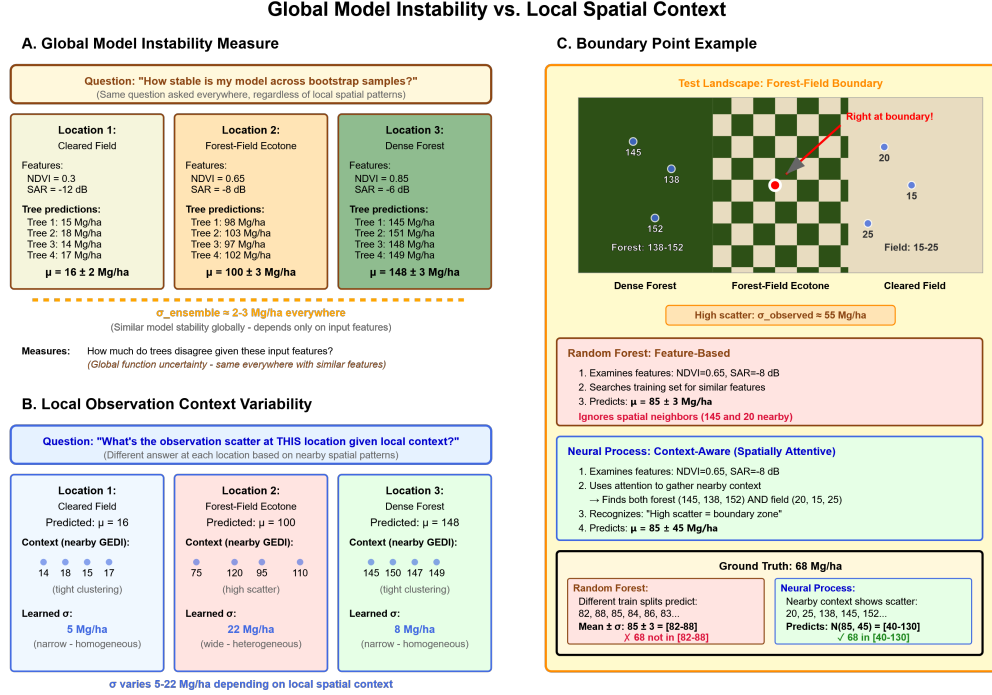 Global Model Instability vs. Local Spatial Context
A. Global Model Instability Measure
Question: "How stable is my model across bootstrap samples?"
(Same question asked everywhere, regardless of local spatial patterns)
Location 1:
Cleared Field
Features:
NDVI = 0.3
SAR = -12 dB
Tree predictions:
Tree 1: 15 Mg/ha
Tree 2: 18 Mg/ha
Tree 3: 14 Mg/ha
Tree 4: 17 Mg/ha
μ = 16 ± 2 Mg/ha
Location 2:
Forest-Field Ecotone
Features:
NDVI = 0.65
SAR = -8 dB
Tree predictions:
Tree 1: 98 Mg/ha
Tree 2: 103 Mg/ha
Tree 3: 97 Mg/ha
Tree 4: 102 Mg/ha
μ = 100 ± 3 Mg/ha
Location 3:
Dense Forest
Features:
NDVI = 0.85
SAR = -6 dB
Tree predictions:
Tree 1: 145 Mg/ha
Tree 2: 151 Mg/ha
Tree 3: 148 Mg/ha
Tree 4: 149 Mg/ha
μ = 148 ± 3 Mg/ha
σ_ensemble ≈ 2-3 Mg/ha everywhere
(Similar model stability globally - depends only on input features)
Measures: How much do trees disagree given these input features?
(Global function uncertainty - same everywhere with similar features)
B. Local Observation Context Variability
Question: "What's the observation scatter at THIS location given local context?"
(Different answer at each location based on nearby spatial patterns)
Location 1:
Cleared Field
Predicted: μ = 16
Context (nearby GEDI):
14 18 15 17
(tight clustering)
Learned σ:
5 Mg/ha
(narrow - homogeneous)
Location 2:
Forest-Field Ecotone
Predicted: μ = 100
Context (nearby GEDI):
75 120 95 110
(high scatter)
Learned σ:
22 Mg/ha
(wide - heterogeneous)
Location 3:
Dense Forest
Predicted: μ = 148
Context (nearby GEDI):
145 150 147 149
(tight clustering)
Learned σ:
8 Mg/ha
(narrow - homogeneous)
σ varies 5-22 Mg/ha depending on local spatial context
C. Boundary Point Example
Test Landscape: Forest-Field Boundary
Right at boundary!
145
138
152
Forest: 138-152
20
15
25
Field: 15-25
Dense Forest
Forest-Field Ecotone
Cleared Field
High scatter: σ_observed ≈ 55 Mg/ha
Random Forest: Feature-Based
1. Examines features: NDVI=0.65, SAR=-8 dB
2. Searches training set for similar features
3. Predicts: μ = 85 ± 3 Mg/ha
Ignores spatial neighbors (145 and 20 nearby)
Neural Process: Context-Aware (Spatially Attentive)
1. Examines features: NDVI=0.65, SAR=-8 dB
2. Uses attention to gather nearby context
→ Finds both forest (145, 138, 152) AND field (20, 15, 25)
3. Recognizes: "High scatter = boundary zone"
4. Predicts: μ = 85 ± 45 Mg/ha
Ground Truth: 68 Mg/ha
Random Forest:
Different train splits predict:
82, 88, 85, 84, 86, 83...
Mean ± σ: 85 ± 3 = [82-88]
✗ 68 not in [82-88]
Neural Process:
Nearby context shows scatter:
20, 25, 138, 145, 152...
Predicts: N(85, 45) = [40-130]
✓ 68 in [40-130]